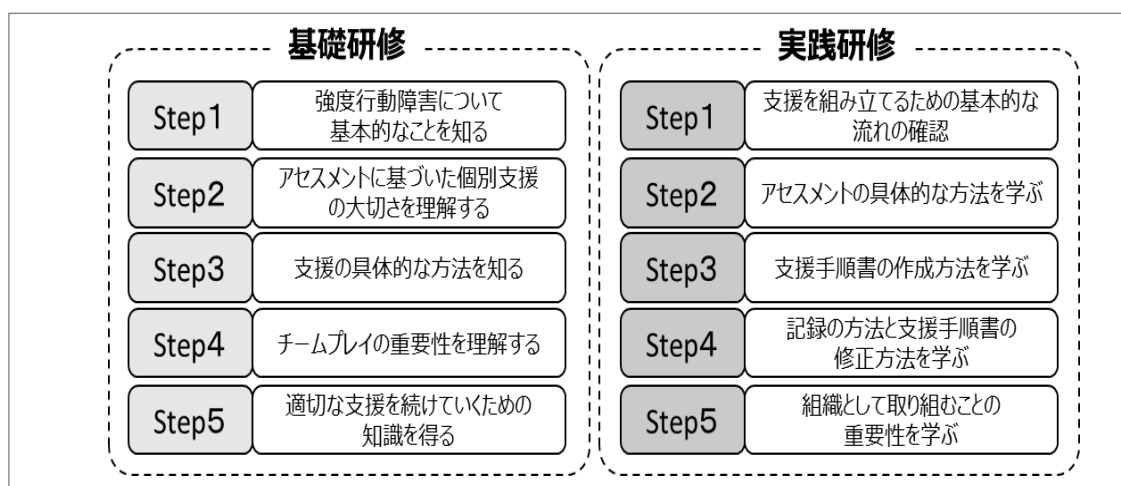 基礎研修
Step1
強度行動障害について
基本的なことを知る
Step2
アセスメントに基づいた個別支援
の大切さを理解する
Step3
支援の具体的な方法を知る
Step4
チームプレイの重要性を理解する
Step5
適切な支援を続けていくための
知識を得る
実践研修
Step1
支援を組み立てるための基本的な
流れの確認
Step2
アセスメントの具体的な方法を学ぶ
Step3
支援手順書の作成方法を学ぶ
Step4
記録の方法と支援手順書の
修正方法を学ぶ
Step5
組織として取り組むことの
重要性を学ぶ